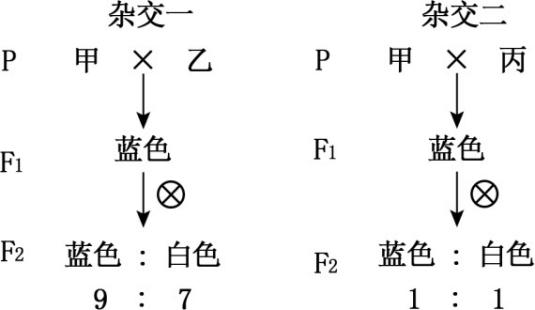 杂交一
P 甲 × 乙
F1 蓝色
⊗
F2 蓝色 : 白色
9 : 7
杂交二
P 甲 × 丙
F1 蓝色
⊗
F2 蓝色 : 白色
1 : 1